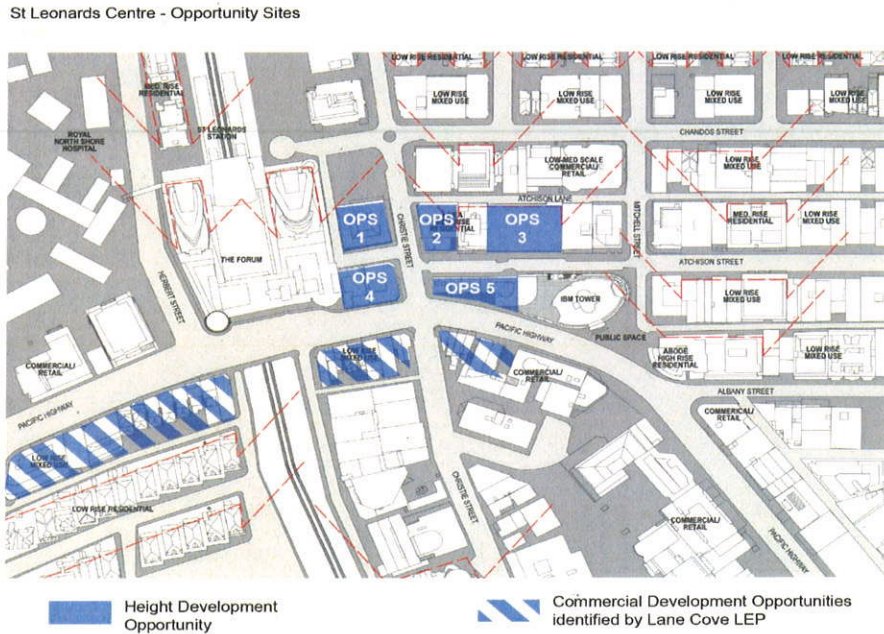 St Leonards Centre - Opportunity Sites
LOW RISE RESIDENTIAL
LOW RISE RESIDENTIAL
LOW RISE RESIDENTIAL
LOW RISE RESIDENTIAL
MED. RISE
RESIDENTIAL
LOW RISE
MIXED USE
LOW RISE
MIXED USE
LOW RISE
MIXED USE
LOW RISE
MIXED USE
ROYAL
NORTH SHORE
HOSPITAL
ST LEONARDS
STATION
CHANDOS STREET
LOW-MED SCALE
COMMERCIAL/
RETAIL
LOW RISE
MIXED USE
ATCHISON LANE
OPS
1
CHRISTIE STREET
OPS
2
OPS
3
MITCHELL STREET
MED. RISE
RESIDENTIAL
LOW RISE
MIXED USE
THE FORUM
ATCHISON STREET
HERBERT STREET
OPS
4
OPS 5
IBM TOWER
LOW RISE
MIXED USE
PACIFIC HIGHWAY
PUBLIC SPACE
COMMERCIAL/
RETAIL
LOW RISE
MIXED USE
COMMERCIAL/
RETAIL
ABODE
HIGH RISE
RESIDENTIAL
LOW RISE
MIXED USE
ALBANY STREET
PACIFIC HIGHWAY
COMMERICAL/
RETAIL
LOW RISE
MIXED USE
CHRISTIE STREET
LOW RISE RESIDENTIAL
COMMERCIAL/
RETAIL
PACIFIC HIGHWAY
Height Development
Opportunity
Commercial Development Opportunities
identified by Lane Cove LEP